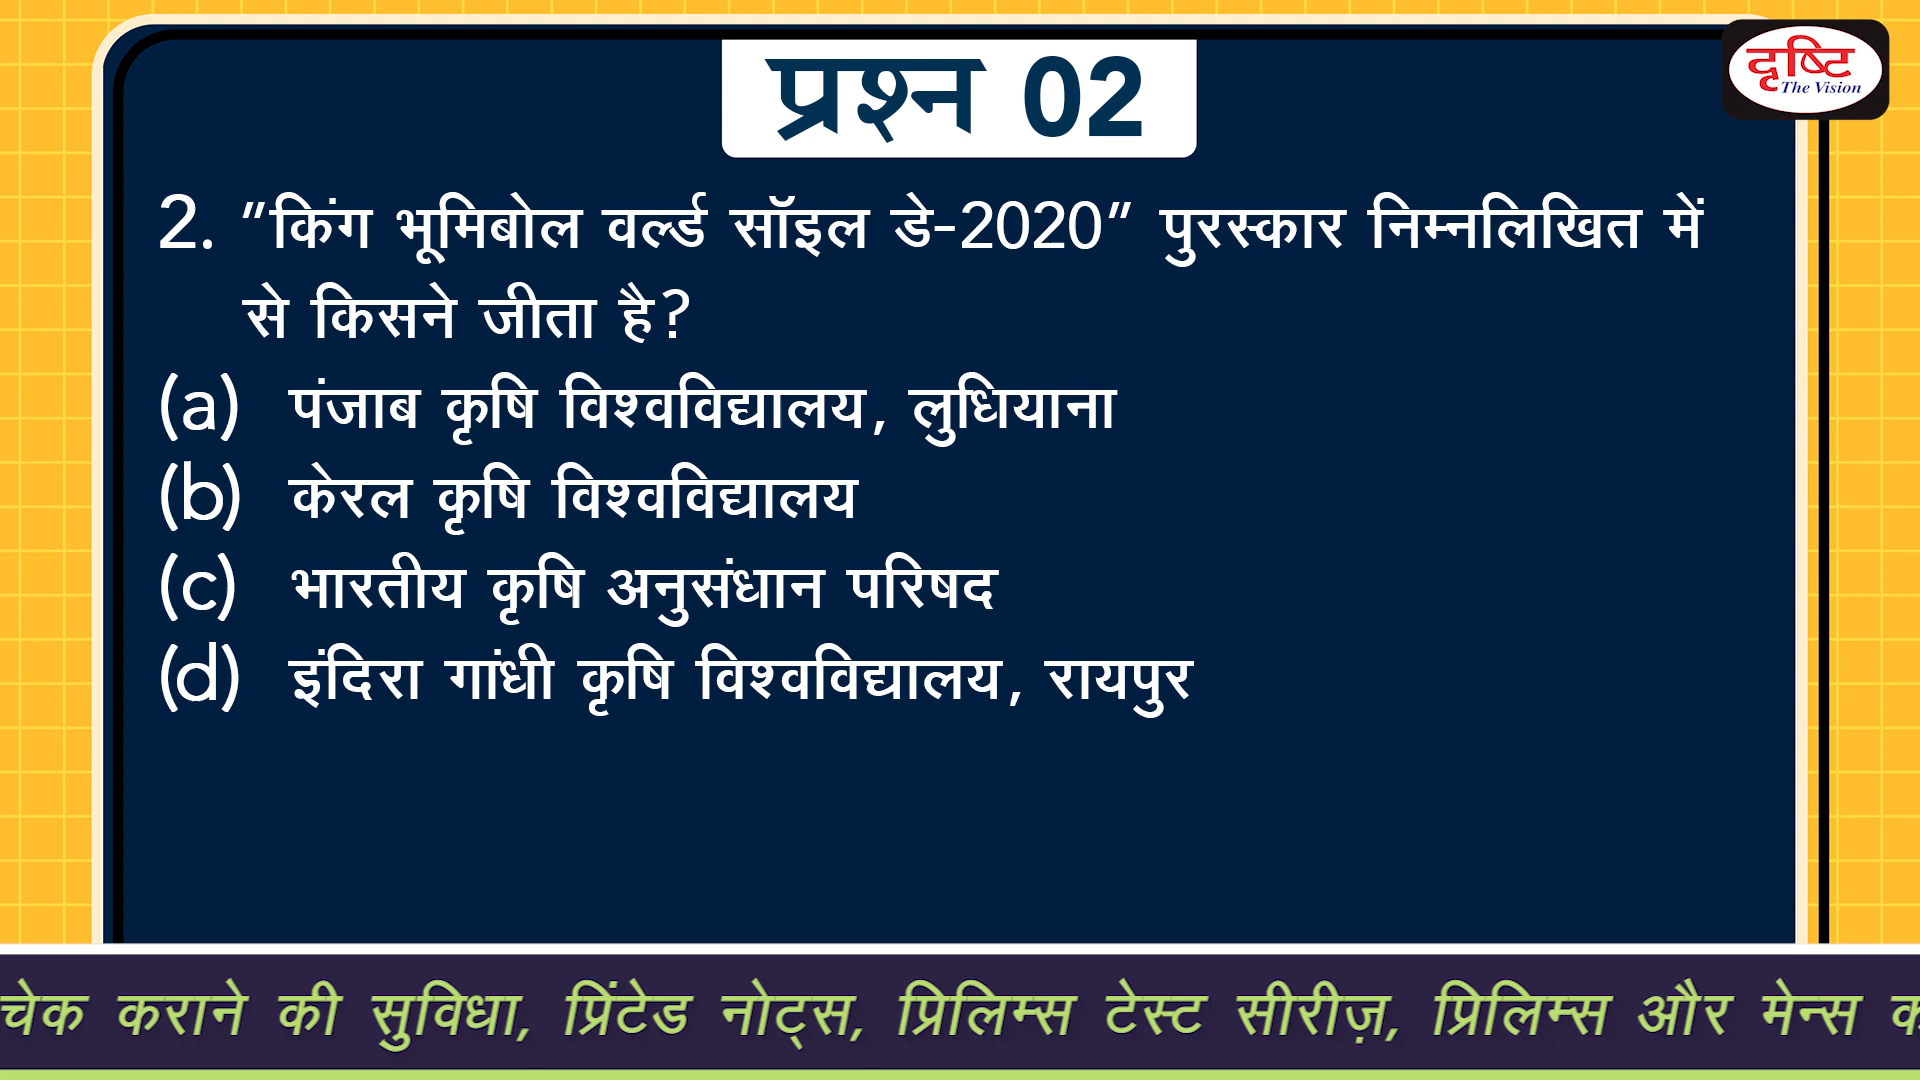 प्रश्न 02
दृष्टि
The Vision
2. "किंग भूमिबोल वर्ल्ड सॉइल डे-2020" पुरस्कार निम्नलिखित में
से किसने जीता है?
(a) पंजाब कृषि विश्वविद्यालय, लुधियाना
(b) केरल कृषि विश्वविद्यालय
(c) भारतीय कृषि अनुसंधान परिषद
(d) इंदिरा गांधी कृषि विश्वविद्यालय, रायपुर
चेक कराने की सुविधा, प्रिंटेड नोट्स, प्रिलिम्स टेस्ट सीरीज़, प्रिलिम्स और मेन्स